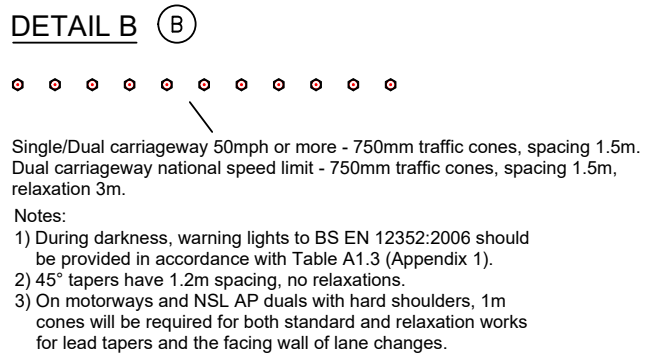 DETAIL B B
Single/Dual carriageway 50mph or more - 750mm traffic cones, spacing 1.5m.
Dual carriageway national speed limit - 750mm traffic cones, spacing 1.5m,
relaxation 3m.
Notes:
1) During darkness, warning lights to BS EN 12352:2006 should
be provided in accordance with Table A1.3 (Appendix 1).
2) 45° tapers have 1.2m spacing, no relaxations.
3) On motorways and NSL AP duals with hard shoulders, 1m
cones will be required for both standard and relaxation works
for lead tapers and the facing wall of lane changes.